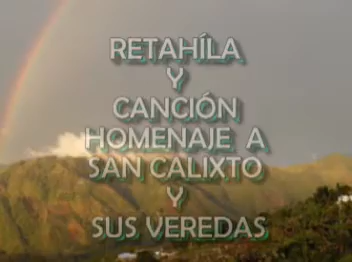 RETAHÍLA
Y
CANCIÓN
HOMENAJE A
SAN CALIXTO
Y
SUS VEREDAS